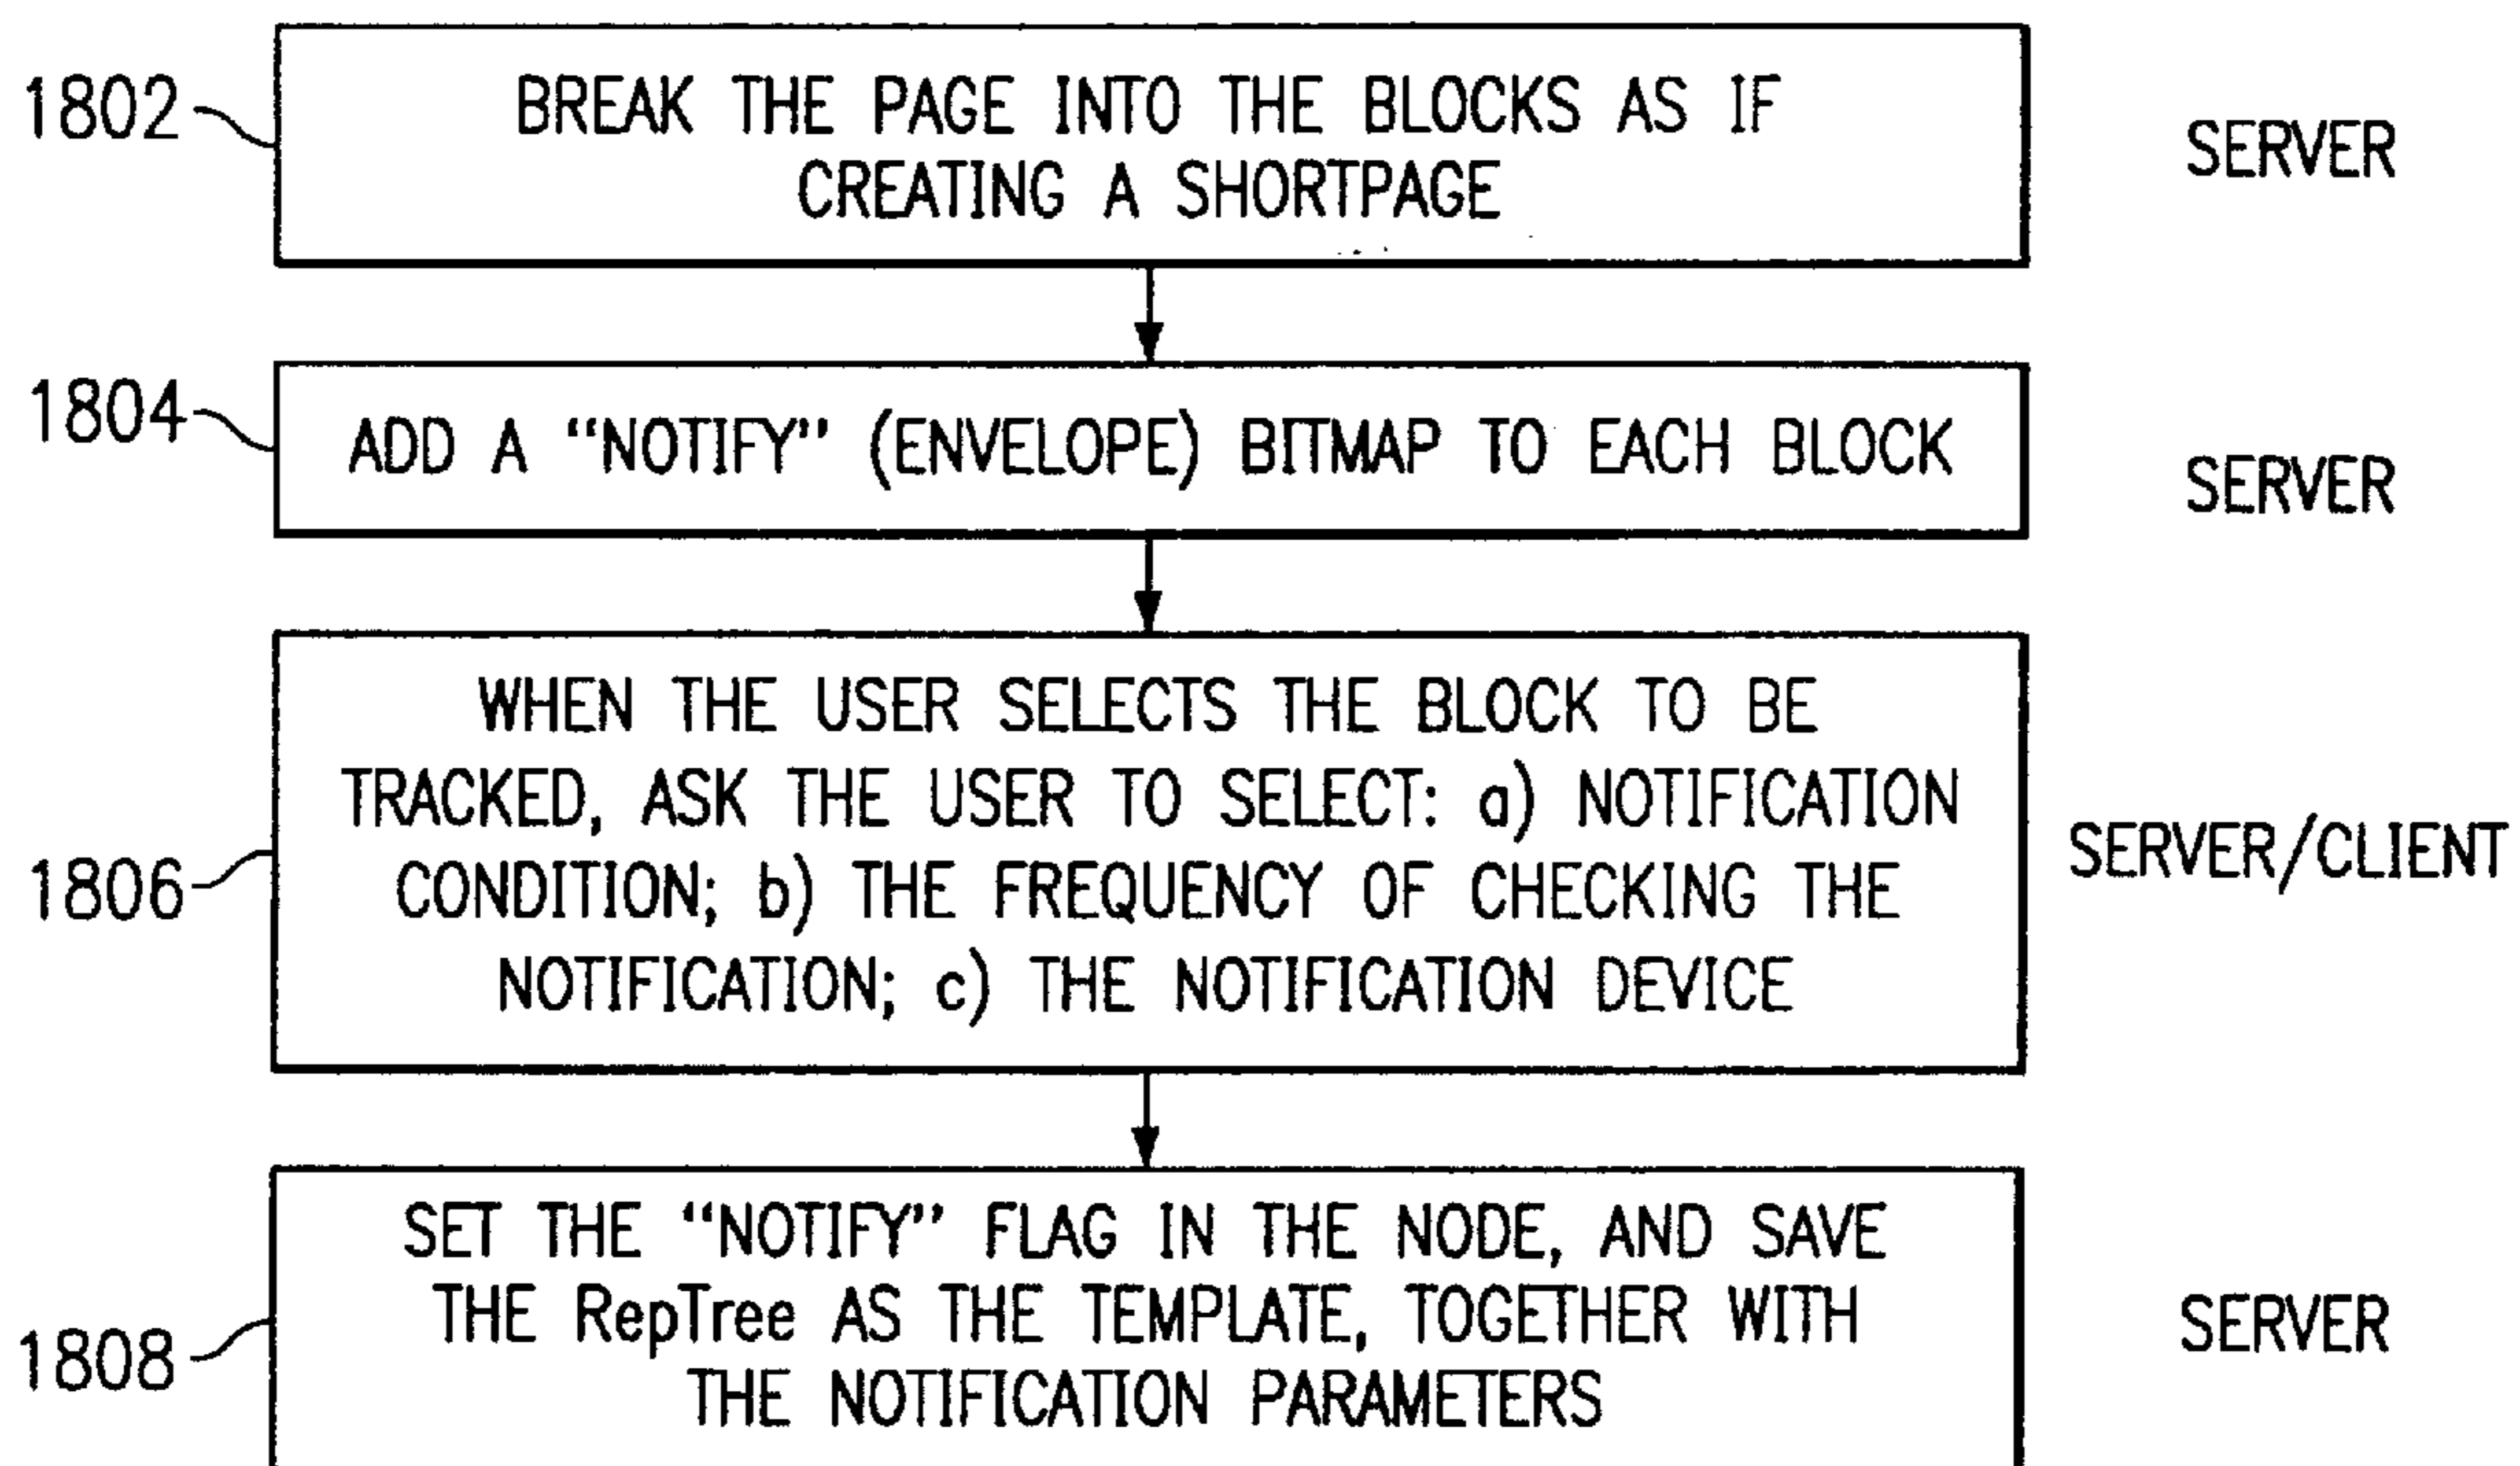 1802
BREAK THE PAGE INTO THE BLOCKS AS IF
CREATING A SHORTPAGE
SERVER
1804
ADD A “NOTIFY” (ENVELOPE) BITMAP TO EACH BLOCK
SERVER
1806
WHEN THE USER SELECTS THE BLOCK TO BE
TRACKED, ASK THE USER TO SELECT: a) NOTIFICATION
CONDITION; b) THE FREQUENCY OF CHECKING THE
NOTIFICATION; c) THE NOTIFICATION DEVICE
SERVER/CLIENT
1808
SET THE “NOTIFY” FLAG IN THE NODE, AND SAVE
THE RepTree AS THE TEMPLATE, TOGETHER WITH
THE NOTIFICATION PARAMETERS
SERVER